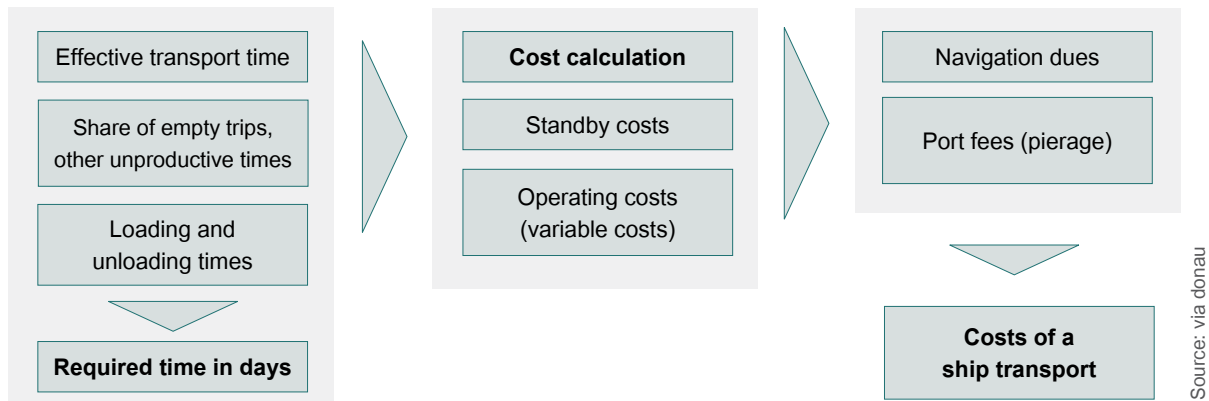 Effective transport time
Share of empty trips,
other unproductive times
Loading and
unloading times
Required time in days
Cost calculation
Standby costs
Operating costs
(variable costs)
Navigation dues
Port fees (pierage)
Costs of a
ship transport
Source: via donau